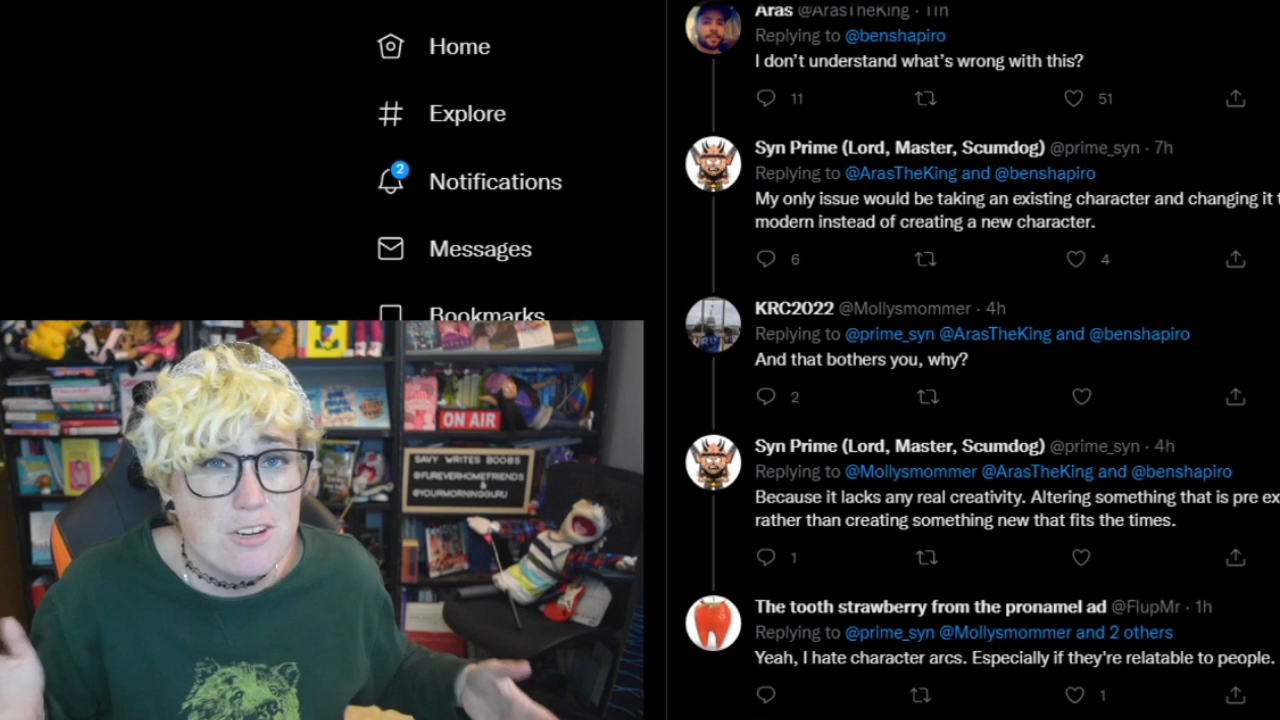 Home
Explore
2
Notifications
Messages
Bookmarks
Aras @ArasTheKing · 11h
Replying to @benshapiro
I don't understand what's wrong with this?
11
51
Syn Prime (Lord, Master, Scumdog) @prime_syn · 7h
Replying to @ArasTheKing and @benshapiro
My only issue would be taking an existing character and changing it
modern instead of creating a new character.
6
4
KRC2022 @Mollysmommer · 4h
Replying to @prime_syn @ArasTheKing and @benshapiro
And that bothers you, why?
2
Syn Prime (Lord, Master, Scumdog) @prime_syn · 4h
Replying to @Mollysmommer @ArasTheKing and @benshapiro
Because it lacks any real creativity. Altering something that is pre ex
rather than creating something new that fits the times.
1
The tooth strawberry from the pronamel ad @FlupMr · 1h
Replying to @prime_syn @Mollysmommer and 2 others
Yeah, I hate character arcs. Especially if they're relatable to people.
1
ON AIR
SAVY WRITES BOOBS
@FUREVERHOMEFRIENDS
&
@YOURMORNINGGURU